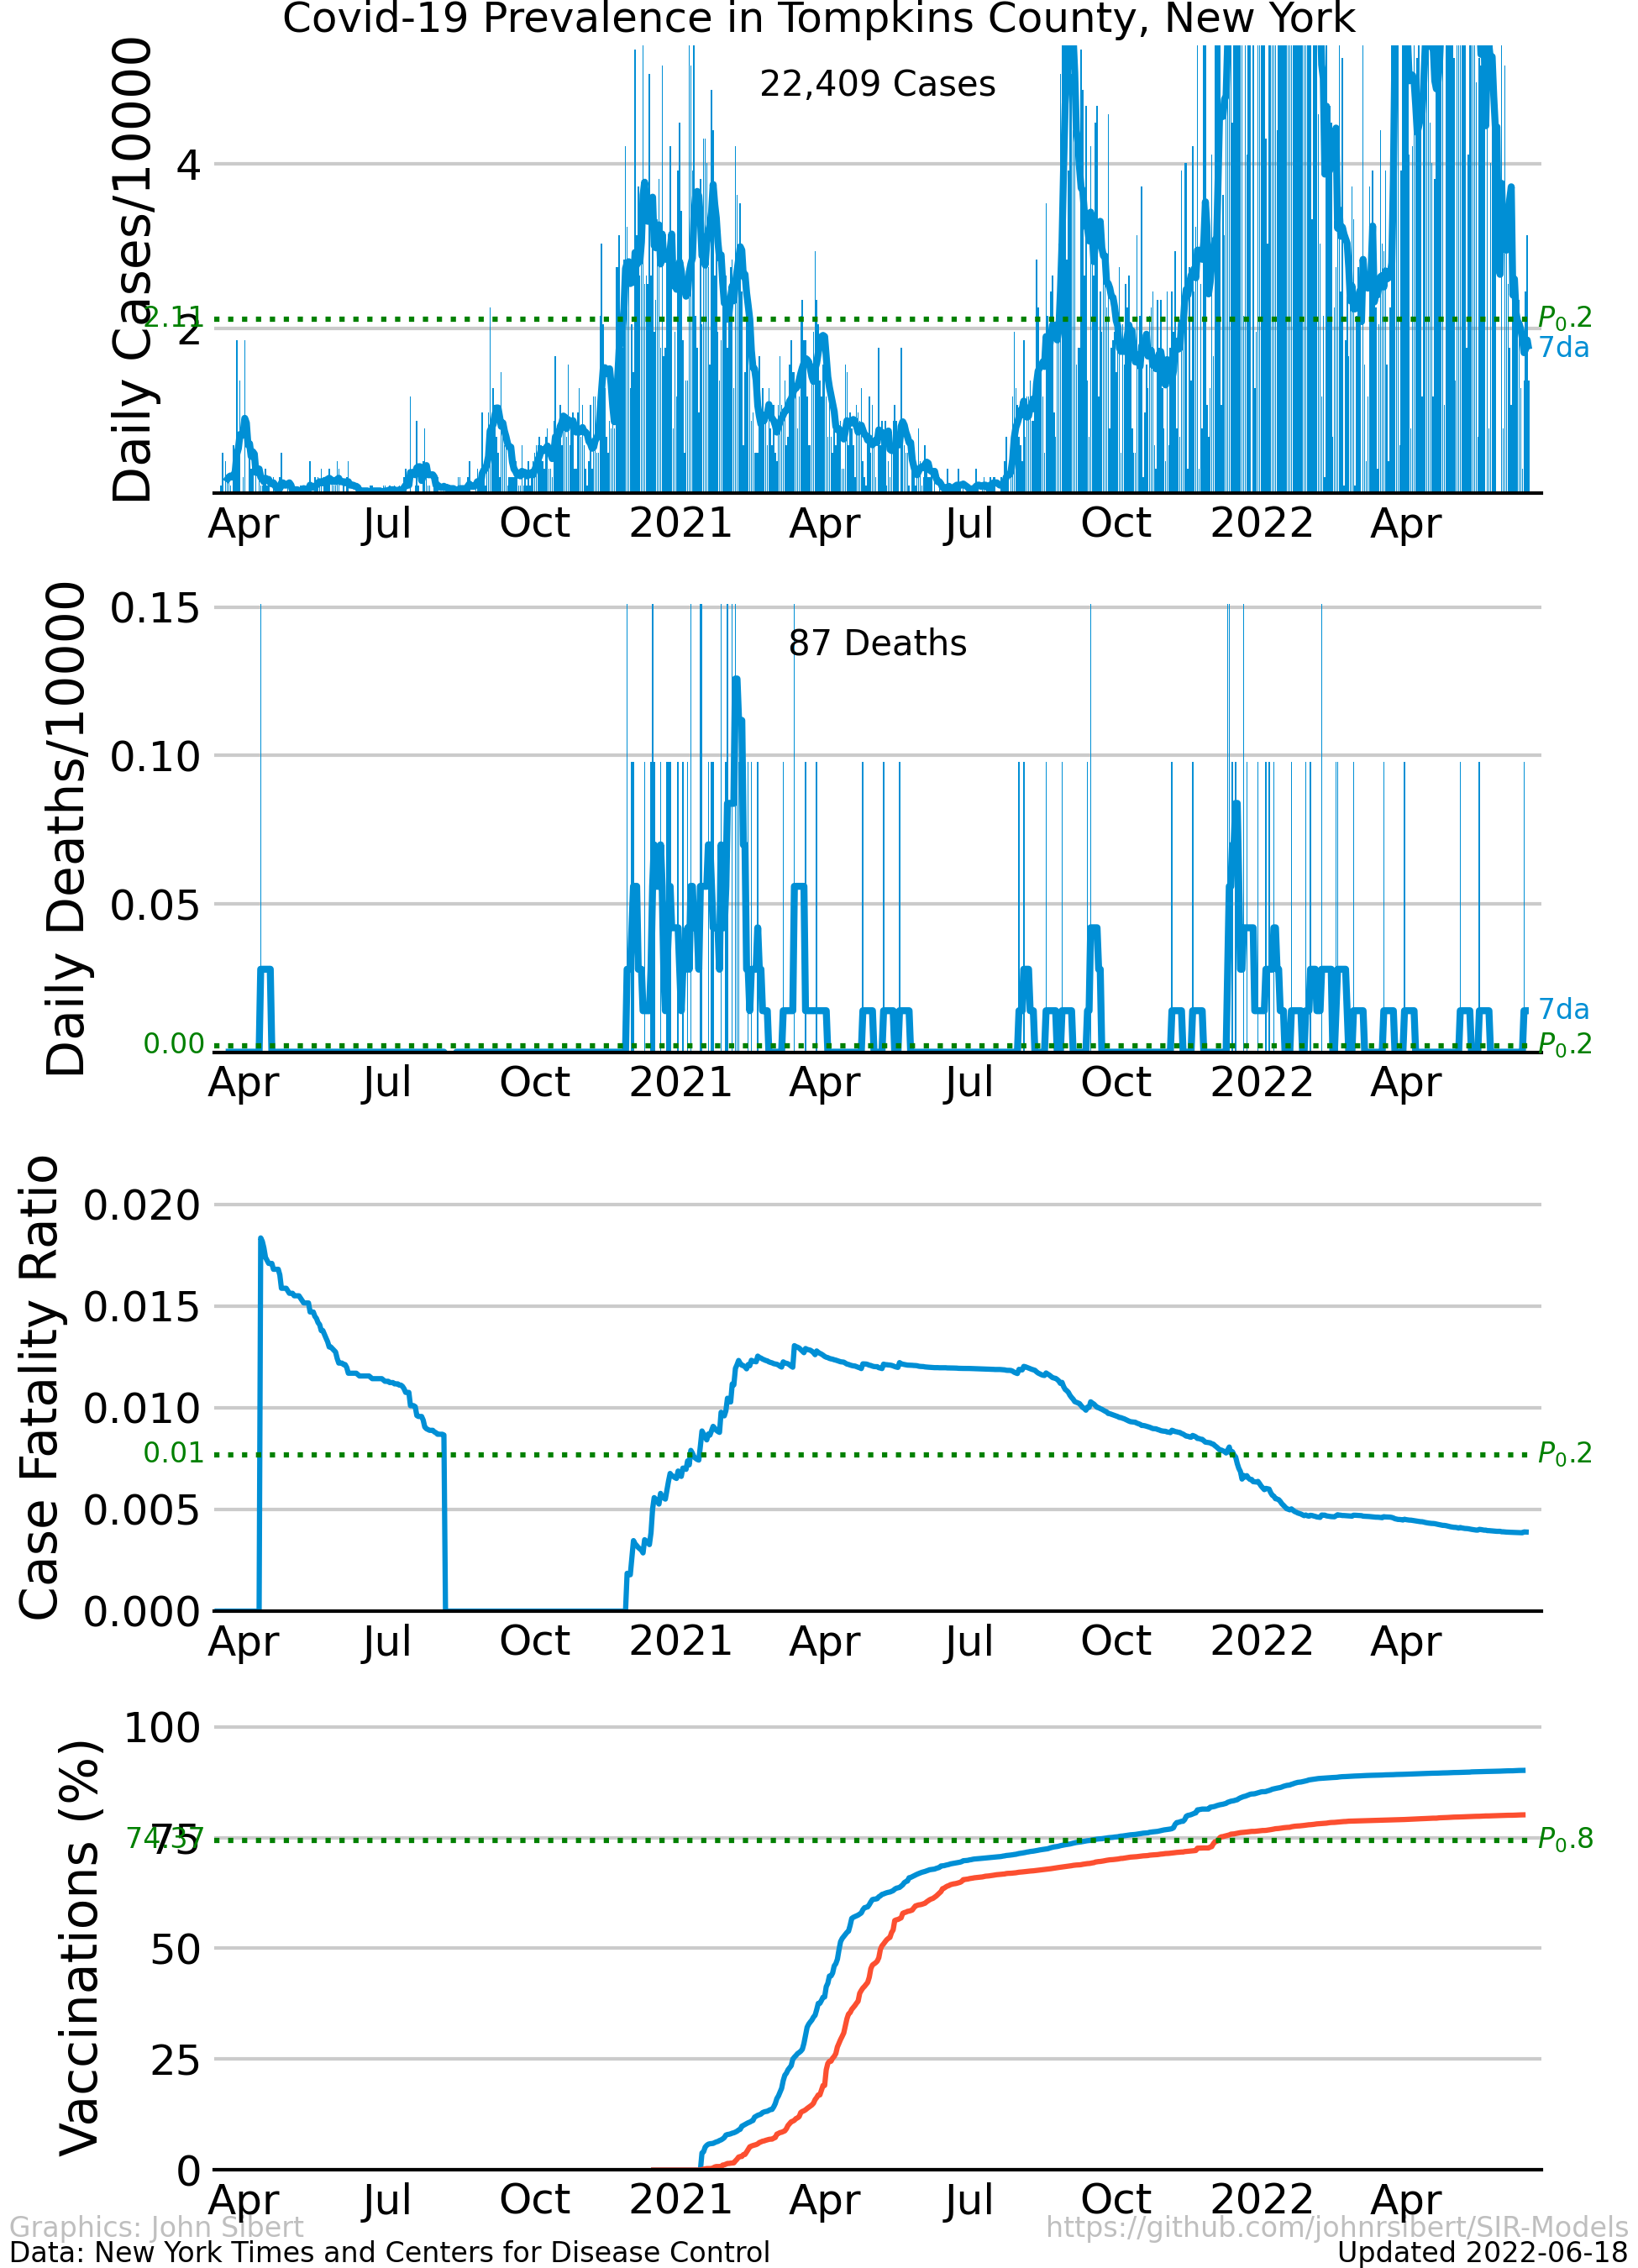 Covid-19 Prevalence in Tompkins County, New York
Daily Cases/10000
22,409 Cases
4
2
2.11
P0.2
7da
Apr Jul Oct 2021 Apr Jul Oct 2022 Apr
Daily Deaths/10000
87 Deaths
0.15
0.10
0.05
0.00
7da
P0.2
Apr Jul Oct 2021 Apr Jul Oct 2022 Apr
Case Fatality Ratio
0.020
0.015
0.010
0.01
P0.2
0.005
0.000
Apr Jul Oct 2021 Apr Jul Oct 2022 Apr
Vaccinations (%)
100
75
74.37
P0.8
50
25
0
Apr Jul Oct 2021 Apr Jul Oct 2022 Apr
Graphics: John Sibert https://github.com/johnrsibert/SIR-Models
Data: New York Times and Centers for Disease Control Updated 2022-06-18